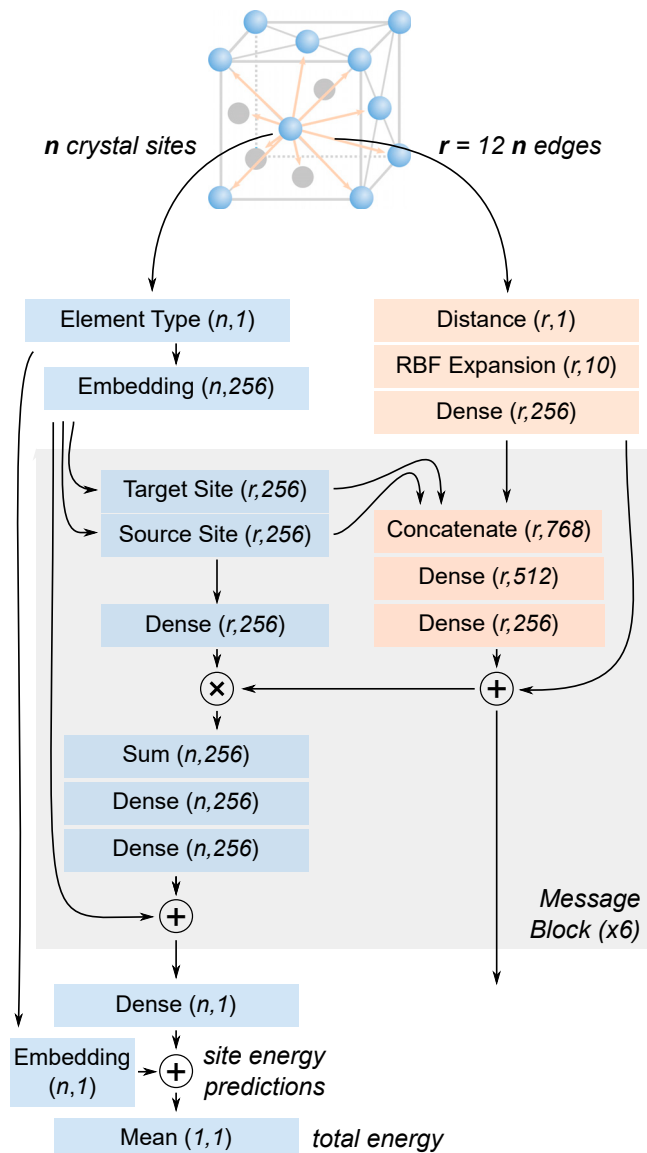 n crystal sites
r = 12 n edges
Element Type (n,1)
Distance (r,1)
RBF Expansion (r,10)
Embedding (n,256)
Dense (r,256)
Target Site (r,256)
Source Site (r,256)
Concatenate (r,768)
Dense (r,512)
Dense (r,256)
Dense (r,256)
×
+
Sum (n,256)
Dense (n,256)
Dense (n,256)
+
Message
Block (x6)
Dense (n,1)
Embedding
(n,1)
+
site energy
predictions
Mean (1,1)
total energy